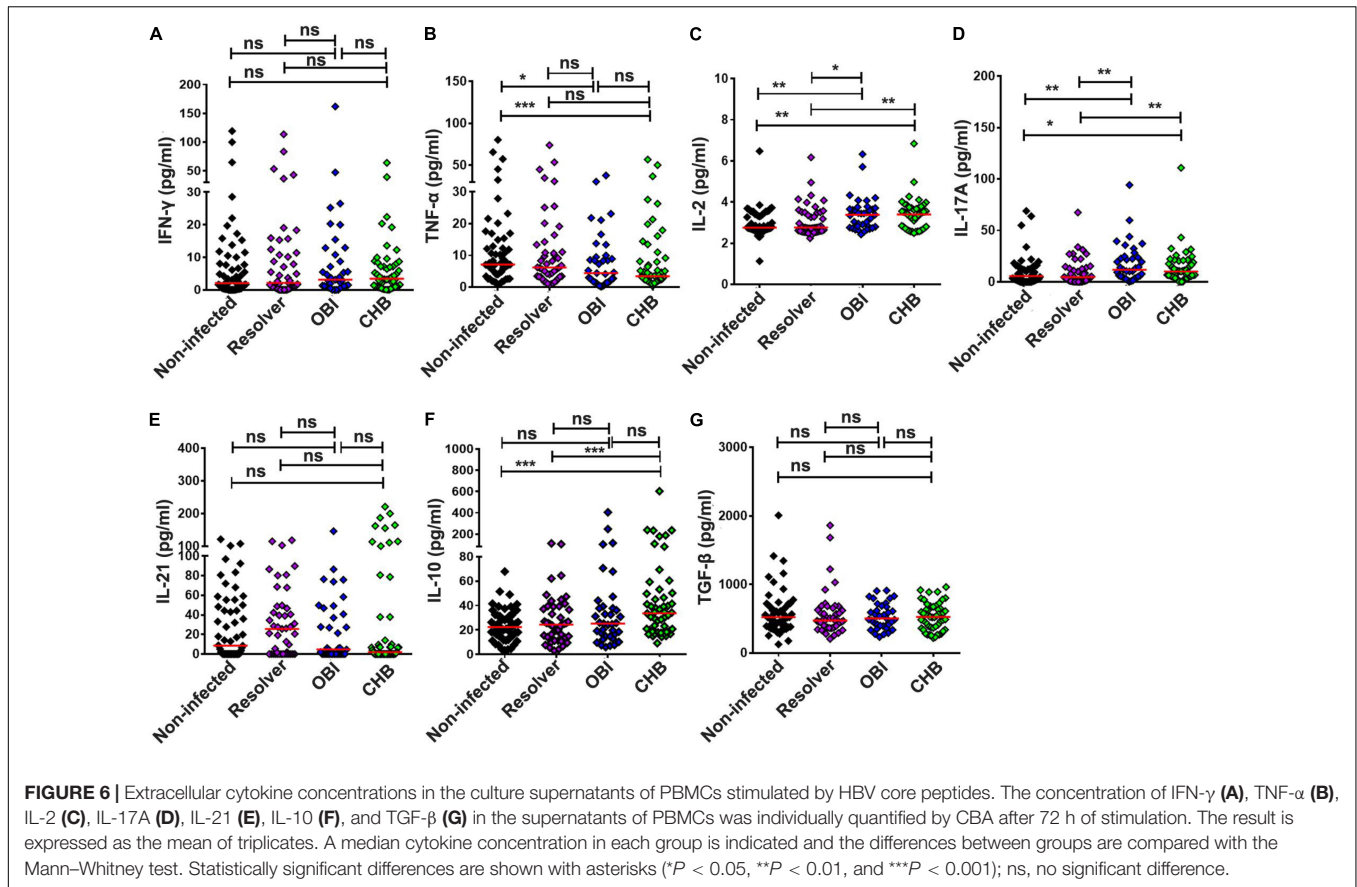 A
ns
ns
ns
ns
ns
IFN-γ (pg/ml)
200
150
100
50
30
20
10
0
Non-infected
Resolver
OBI
CHB
B
ns
*
ns
ns
***
TNF-α (pg/ml)
150
100
50
30
20
10
0
Non-infected
Resolver
OBI
CHB
C
*
**
**
**
IL-2 (pg/ml)
10
8
6
4
2
0
Non-infected
Resolver
OBI
CHB
D
**
**
**
*
IL-17A (pg/ml)
200
150
100
50
0
Non-infected
Resolver
OBI
CHB
E
ns
ns
ns
ns
ns
IL-21 (pg/ml)
400
300
200
100
100
80
60
40
20
0
Non-infected
Resolver
OBI
CHB
F
ns
ns
ns
***
***
IL-10 (pg/ml)
1000
800
600
400
200
80
60
40
20
0
Non-infected
Resolver
OBI
CHB
G
ns
ns
ns
ns
ns
TGF-β (pg/ml)
3000
2000
1000
0
Non-infected
Resolver
OBI
CHB
FIGURE 6 | Extracellular cytokine concentrations in the culture supernatants of PBMCs stimulated by HBV core peptides. The concentration of IFN-γ (A), TNF-α (B),
IL-2 (C), IL-17A (D), IL-21 (E), IL-10 (F), and TGF-β (G) in the supernatants of PBMCs was individually quantified by CBA after 72 h of stimulation. The result is
expressed as the mean of triplicates. A median cytokine concentration in each group is indicated and the differences between groups are compared with the
Mann–Whitney test. Statistically significant differences are shown with asterisks (*P < 0.05, **P < 0.01, and ***P < 0.001); ns, no significant difference.